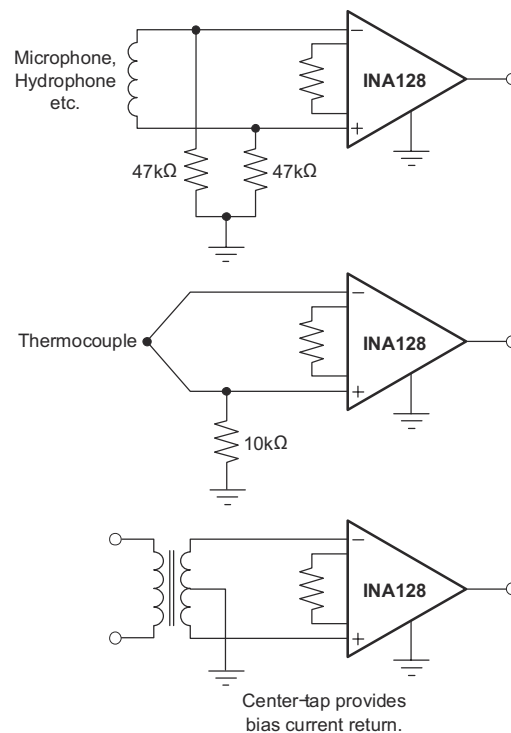 Microphone,
Hydrophone
etc.
−
INA128
+
47kΩ
47kΩ
Thermocouple
−
INA128
+
10kΩ
−
INA128
+
Center-tap provides
bias current return.